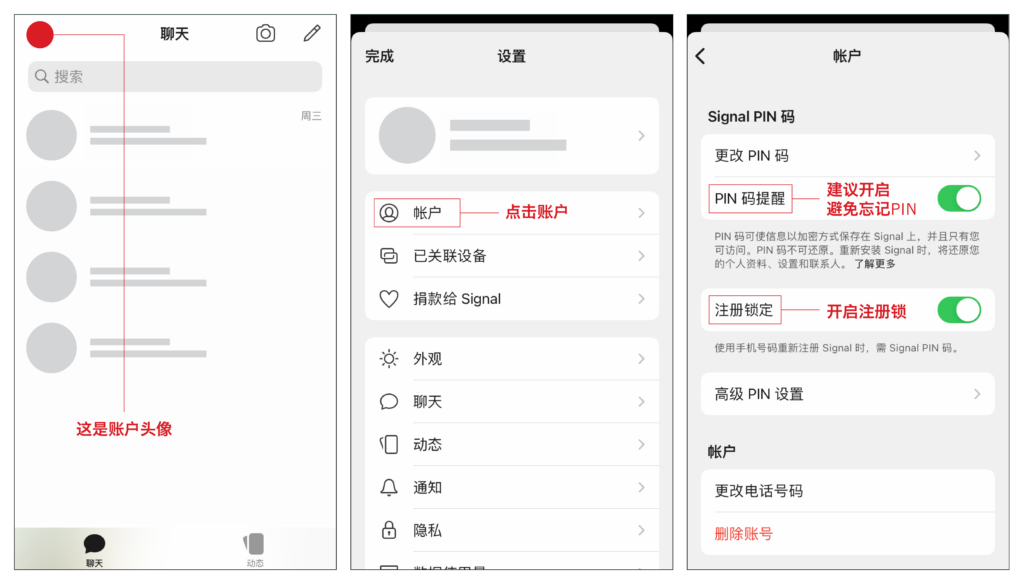 聊天
搜索
周三
这是账户头像
聊天
动态
完成
设置
帐户
点击账户
已关联设备
捐款给 Signal
外观
聊天
动态
通知
隐私
数据使用量
帐户
Signal PIN 码
更改 PIN 码
PIN 码提醒
建议开启
避免忘记PIN
PIN 码可使信息以加密方式保存在 Signal 上，并且只有您
可访问。PIN 码不可还原。重新安装 Signal 时，将还原您
的个人资料、设置和联系人。 了解更多
注册锁定
开启注册锁
使用手机号码重新注册 Signal 时，需 Signal PIN 码。
高级 PIN 设置
帐户
更改电话号码
删除账号